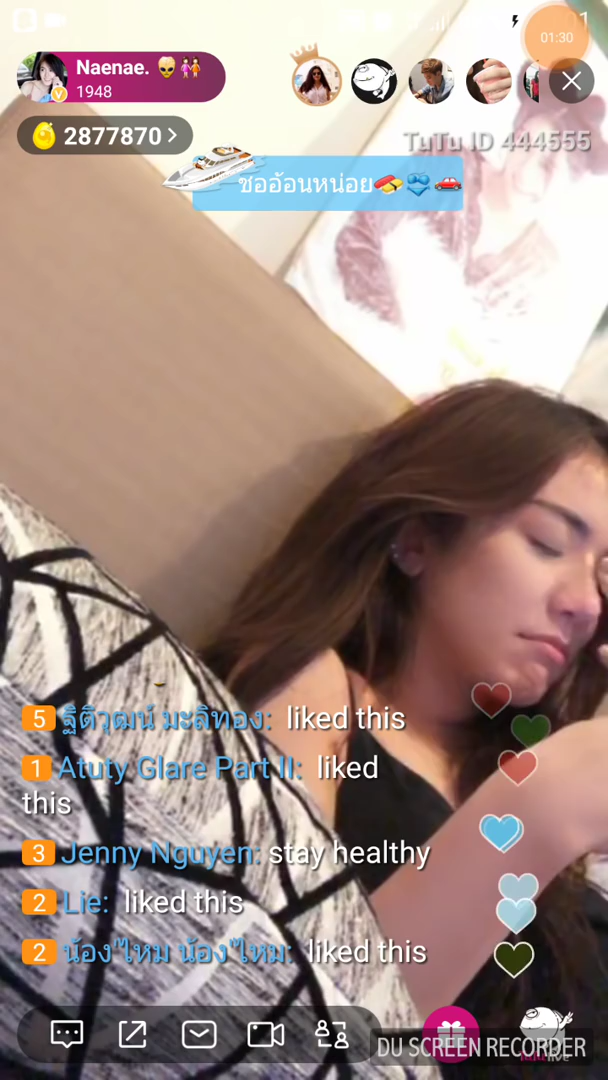 01:30
Naenae. 👽👭
1948
2877870 >
TuTu ID 444555
ชออ้อนหน่อย🍣👙🚗
5 ฐิติวุฒน์ มะลิทอง: liked this
1 Atuty Glare Part II: liked
this
3 Jenny Nguyen: stay healthy
2 Lie: liked this
2 น้อง'ไหม น้อง'"ไหม: liked this
DU SCREEN RECORDER
live